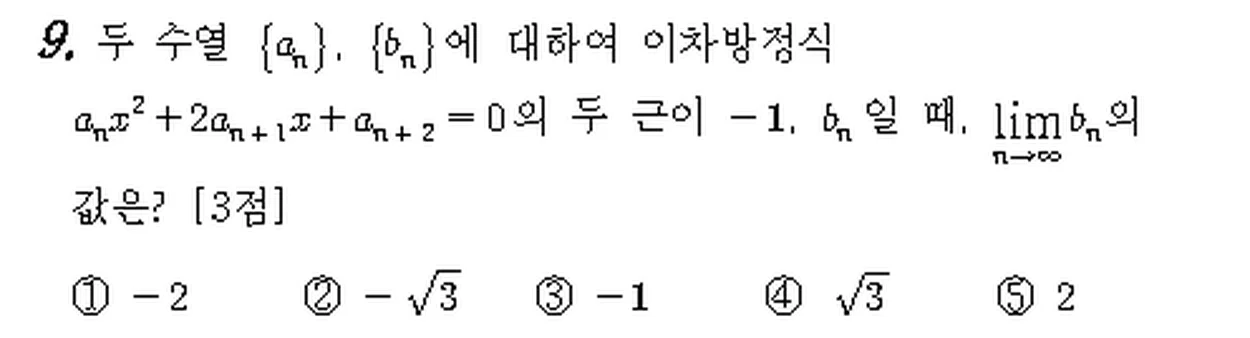 9. 두 수열 {aₙ}, {bₙ}에 대하여 이차방정식
aₙx² + 2aₙ₊₁x + aₙ₊₂ = 0의 두 근이 −1, bₙ일 때, lim bₙ의
n→∞
값은? [3점]
① −2 ② −√3 ③ −1 ④ √3 ⑤ 2